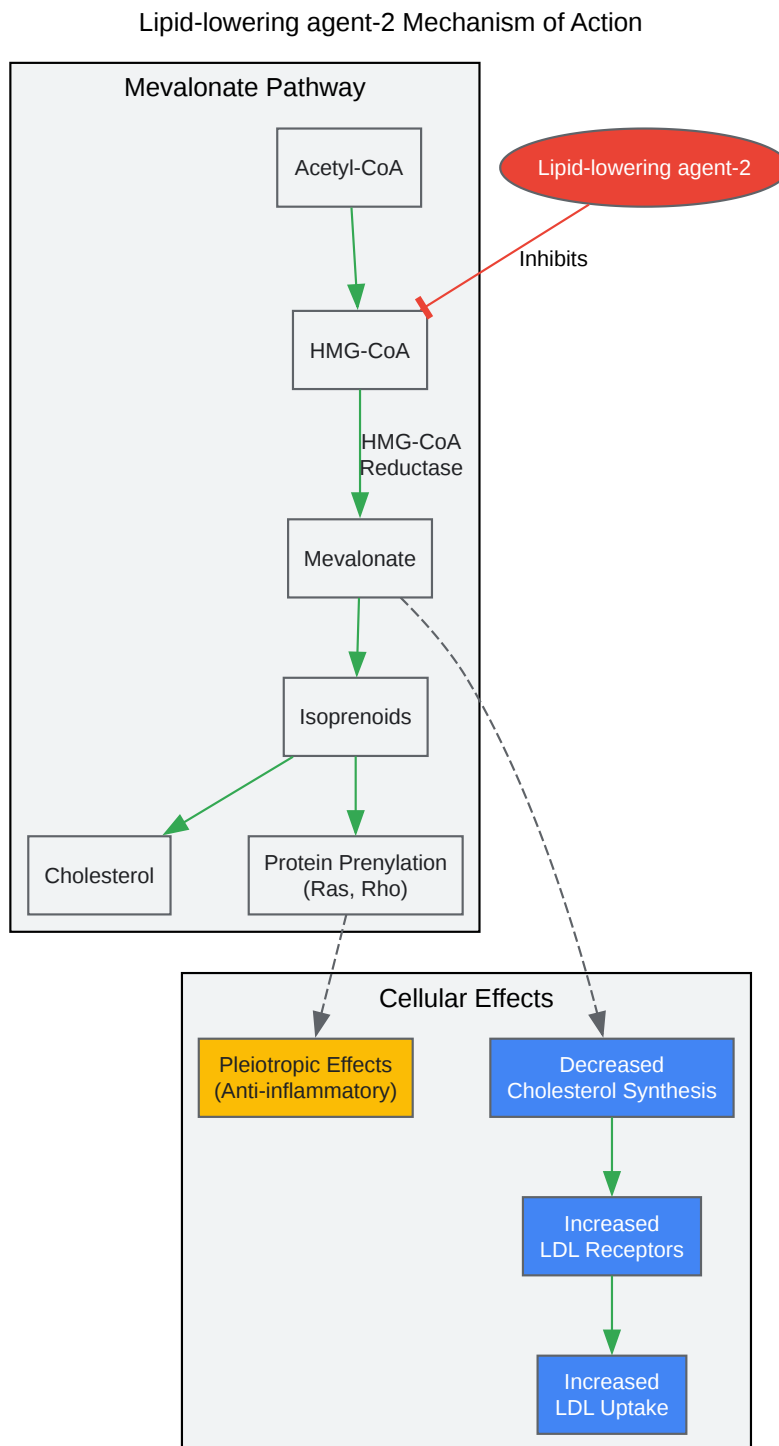 Lipid-lowering agent-2 Mechanism of Action
Mevalonate Pathway
Acetyl-CoA
Lipid-lowering agent-2
Inhibits
HMG-CoA
HMG-CoA
Reductase
Mevalonate
Isoprenoids
Cholesterol
Protein Prenylation
(Ras, Rho)
Cellular Effects
Pleiotropic Effects
(Anti-inflammatory)
Decreased
Cholesterol Synthesis
Increased
LDL Receptors
Increased
LDL Uptake